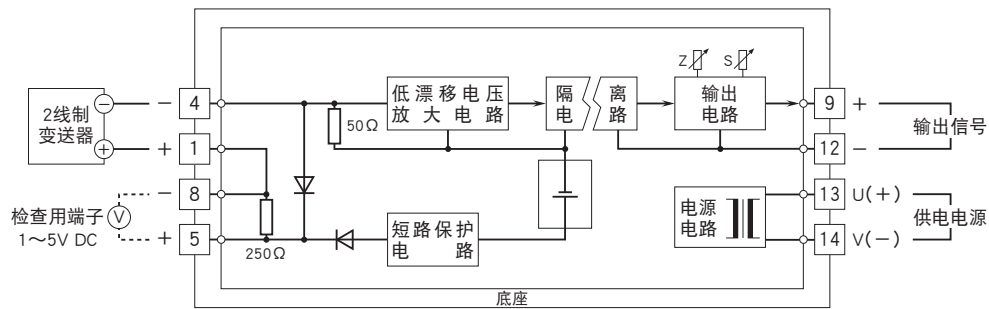 2线制
变送器
−
+
− 4
+ 1
− 8
+ 5
检查用端子
1～5V DC
V
250Ω
50Ω
低漂移电压
放大电路
隔离
电路
Z
S
输出
电路
短路保护
电路
电源
电路
9 +
12 −
输出信号
13 U(+)
14 V(−)
供电电源
底座